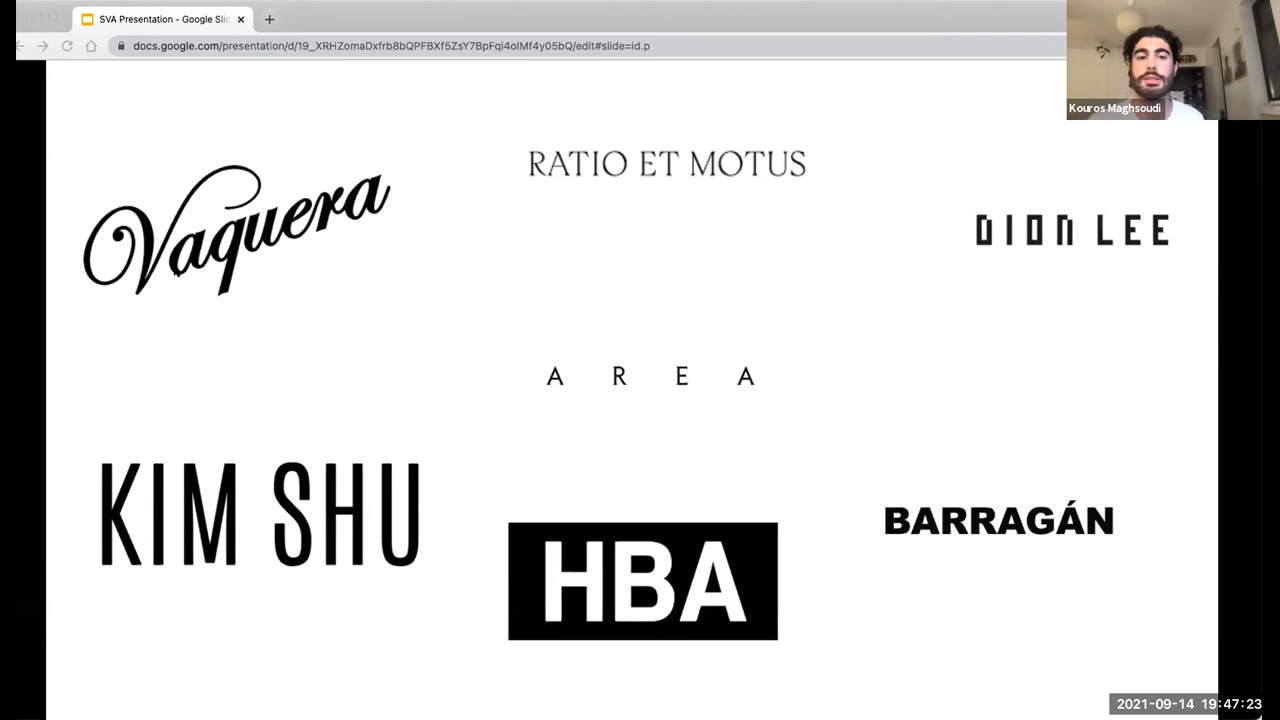 SVA Presentation - Google Slid
docs.google.com/presentation/d/19_XRHZomaDxfrb8bQPFBXf5ZsY7BpFqi4oIMf4y05bQ/edit#slide=id.p
Kouros Maghsoudi
Vaquera
RATIO ET MOTUS
DION LEE
A R E A
KIM SHU
HBA
BARRAGÁN
2021-09-14 19:47:23